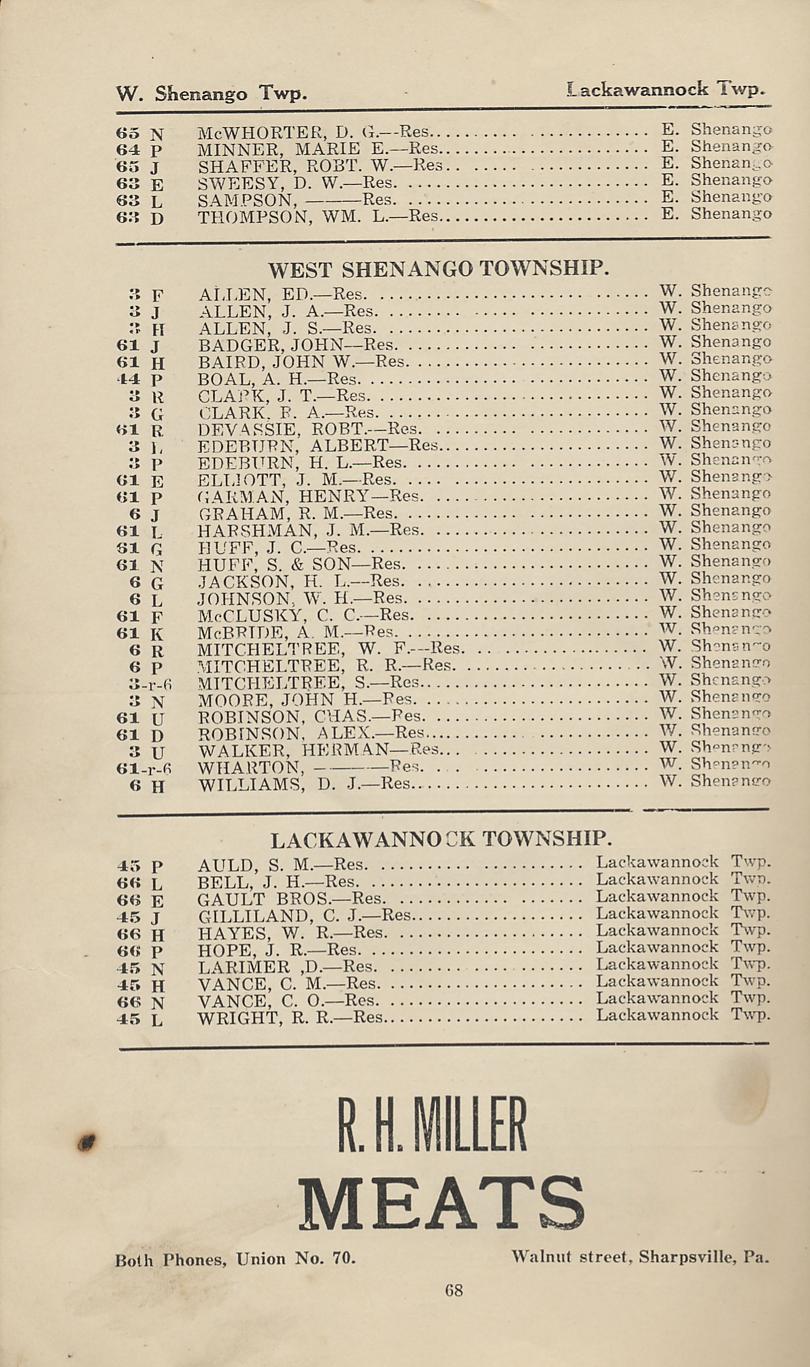 W. Shenango Twp. Lackawannock Twp.
65 N McWHORTER, D. G.—Res. E. Shenango
64 P MINNER, MARIE E.—Res. E. Shenango
65 J SHAFFER, ROBT. W.—Res. E. Shenango
63 E SWEESY, D. W.—Res. E. Shenango
63 L SAMPSON, ———Res. E. Shenango
63 D THOMPSON, WM. L.—Res. E. Shenango
WEST SHENANGO TOWNSHIP.
3 F ALLEN, ED.—Res. W. Shenango
3 J ALLEN, J. A.—Res. W. Shenango
3 H ALLEN, J. S.—Res. W. Shenango
61 J BADGER, JOHN—Res. W. Shenango
61 H BAIRD, JOHN W.—Res. W. Shenango
44 P BOAL, A. H.—Res. W. Shenango
3 R CLARK, J. T.—Res. W. Shenango
3 G CLARK, R. A.—Res. W. Shenango
61 R DEVASSIE, ROBT.—Res. W. Shenango
3 L EDEBURN, ALBERT—Res. W. Shenango
3 P EDEBURN, H. L.—Res. W. Shenango
61 E ELLIOTT, J. M.—Res. W. Shenango
61 P GARMAN, HENRY—Res. W. Shenango
6 J GRAHAM, R. M.—Res. W. Shenango
61 L HARSHMAN, J. M.—Res. W. Shenango
61 G HUFF, J. C.—Res. W. Shenango
61 N HUFF, S. & SON—Res. W. Shenango
6 G JACKSON, H. L.—Res. W. Shenango
6 L JOHNSON, W. H.—Res. W. Shenango
61 F McCLUSKY, C. C.—Res. W. Shenango
61 K McBRIDE, A. M.—Res. W. Shenango
6 R MITCHELTREE, W. F.—Res. W. Shenango
6 P MITCHELTREE, R. R.—Res. W. Shenango
3-r-6 MITCHELTREE, S.—Res. W. Shenango
3 N MOORE, JOHN H.—Res. W. Shenango
61 U ROBINSON, CHAS.—Res. W. Shenango
61 D ROBINSON, ALEX.—Res. W. Shenango
3 U WALKER, HERMAN—Res. W. Shenango
61-r-6 WHARTON, ———Res. W. Shenango
6 H WILLIAMS, D. J.—Res. W. Shenango
LACKAWANNOCK TOWNSHIP.
45 P AULD, S. M.—Res. Lackawannock Twp.
66 L BELL, J. H.—Res. Lackawannock Twp.
66 E GAULT BROS.—Res. Lackawannock Twp.
45 J GILLILAND, C. J.—Res. Lackawannock Twp.
66 H HAYES, W. R.—Res. Lackawannock Twp.
66 P HOPE, J. R.—Res. Lackawannock Twp.
45 N LARIMER ,D.—Res. Lackawannock Twp.
45 H VANCE, C. M.—Res. Lackawannock Twp.
66 N VANCE, C. O.—Res. Lackawannock Twp.
45 L WRIGHT, R. R.—Res. Lackawannock Twp.
R. H. MILLER
MEATS
Both Phones, Union No. 70. Walnut street, Sharpsville, Pa.
68